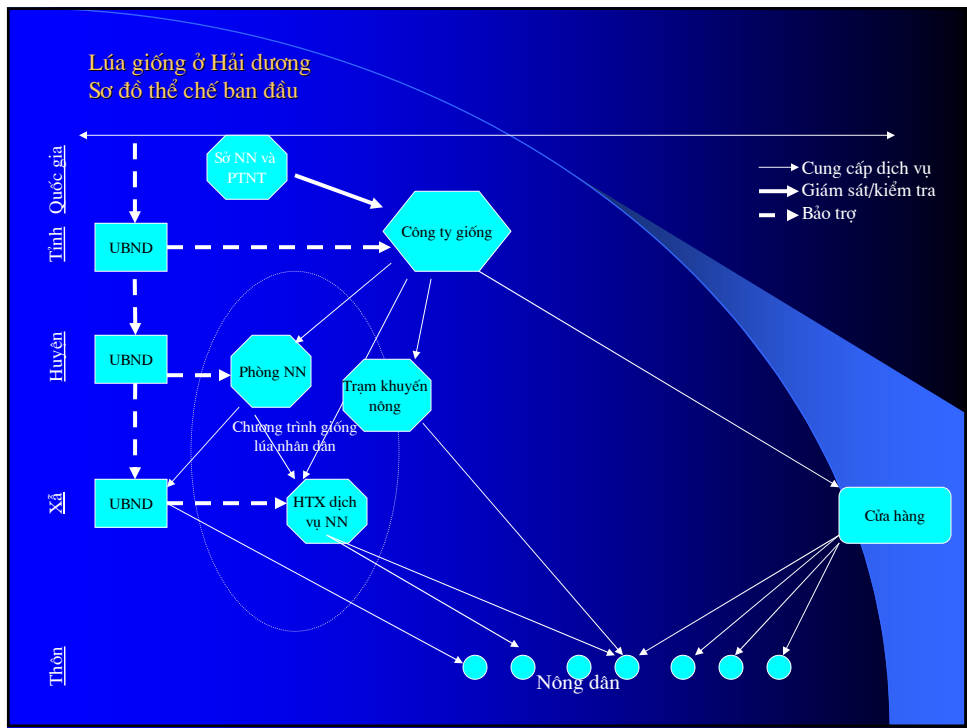 Lúa giống ở Hải dương
Sơ đồ thể chế ban đầu
Quốc gia
Sở NN và
PTNT
Cung cấp dịch vụ
Giám sát/kiểm tra
Bảo trợ
Tỉnh
UBND
Công ty giống
Huyện
UBND
Phòng NN
Trạm khuyến
nông
Chương trình giống
lúa nhân dân
Xã
UBND
HTX dịch
vụ NN
Cửa hàng
Thôn
Nông dân